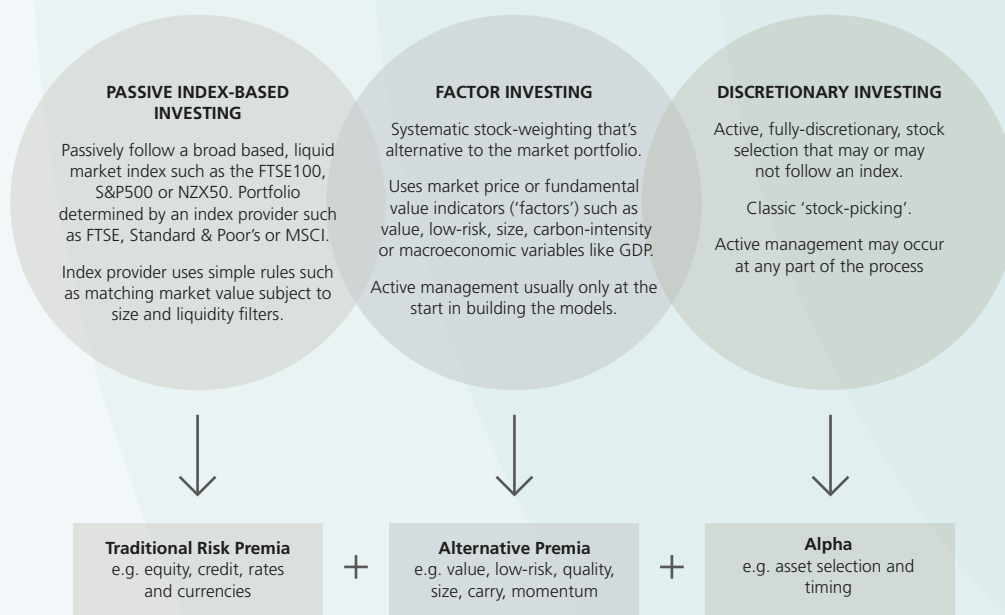 PASSIVE INDEX-BASED
INVESTING
Passively follow a broad based, liquid
market index such as the FTSE100,
S&P500 or NZX50. Portfolio
determined by an index provider such
as FTSE, Standard & Poor's or MSCI.
Index provider uses simple rules such
as matching market value subject to
size and liquidity filters.
FACTOR INVESTING
Systematic stock-weighting that's
alternative to the market portfolio.
Uses market price or fundamental
value indicators ('factors') such as
value, low-risk, size, carbon-intensity
or macroeconomic variables like GDP.
Active management usually only at the
start in building the models.
DISCRETIONARY INVESTING
Active, fully-discretionary, stock
selection that may or may
not follow an index.
Classic 'stock-picking'.
Active management may occur
at any part of the process
Traditional Risk Premia
e.g. equity, credit, rates
and currencies
+
Alternative Premia
e.g. value, low-risk, quality,
size, carry, momentum
+
Alpha
e.g. asset selection and
timing